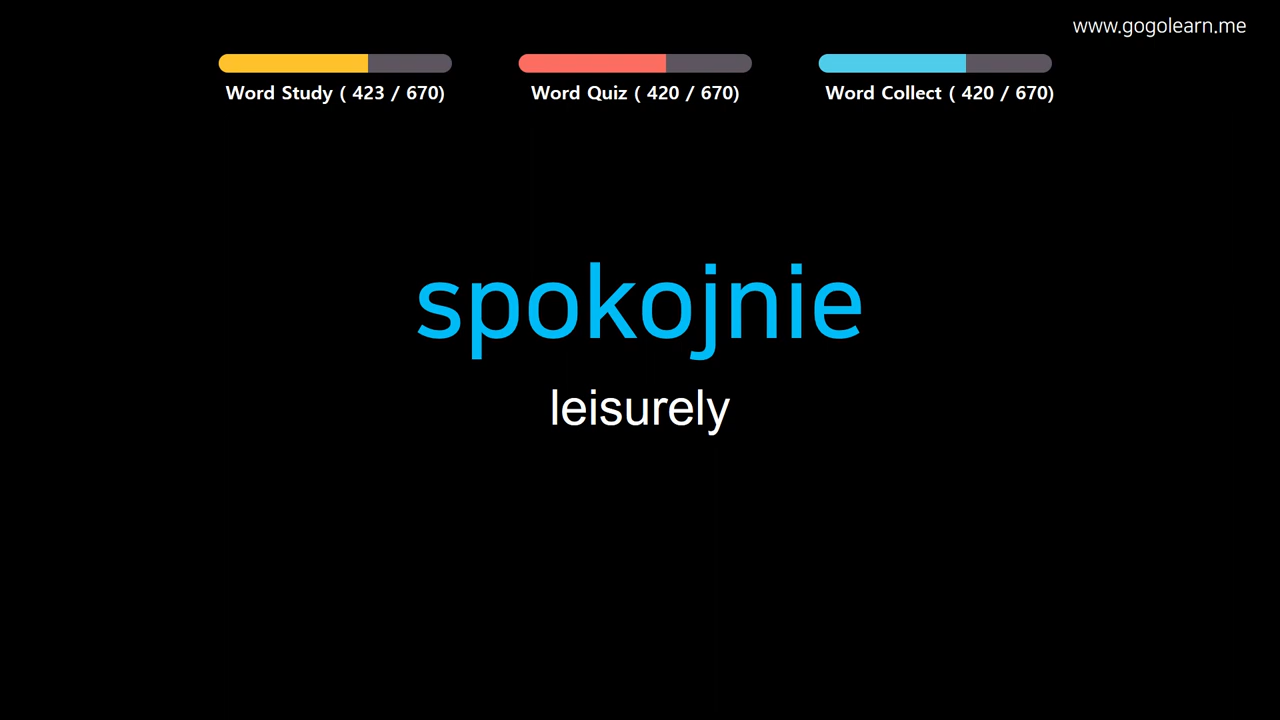 www.gogolearn.me
Word Study ( 423 / 670)
Word Quiz ( 420 / 670)
Word Collect ( 420 / 670)
spokojnie
leisurely